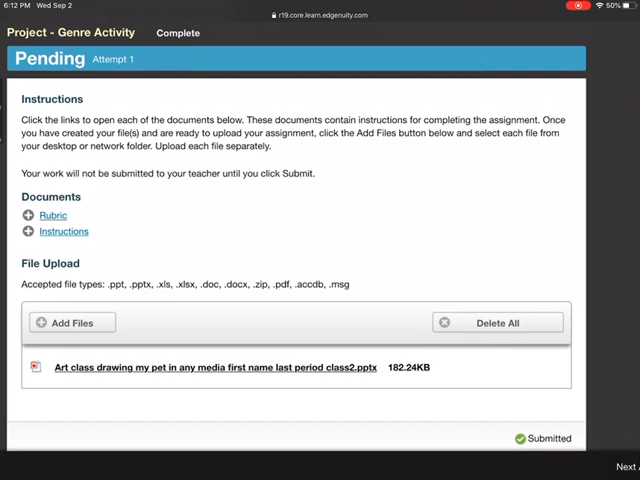 6:12 PM Wed Sep 2 50%
r19.core.learn.edgenuity.com
Project - Genre Activity Complete
Pending Attempt 1
Instructions
Click the links to open each of the documents below. These documents contain instructions for completing the assignment. Once
you have created your file(s) and are ready to upload your assignment, click the Add Files button below and select each file from
your desktop or network folder. Upload each file separately.
Your work will not be submitted to your teacher until you click Submit.
Documents
Rubric
Instructions
File Upload
Accepted file types: .ppt, .pptx, .xls, .xlsx, .doc, .docx, .zip, .pdf, .accdb, .msg
Add Files Delete All
Art class drawing my pet in any media first name last period class2.pptx 182.24KB
Submitted
Next